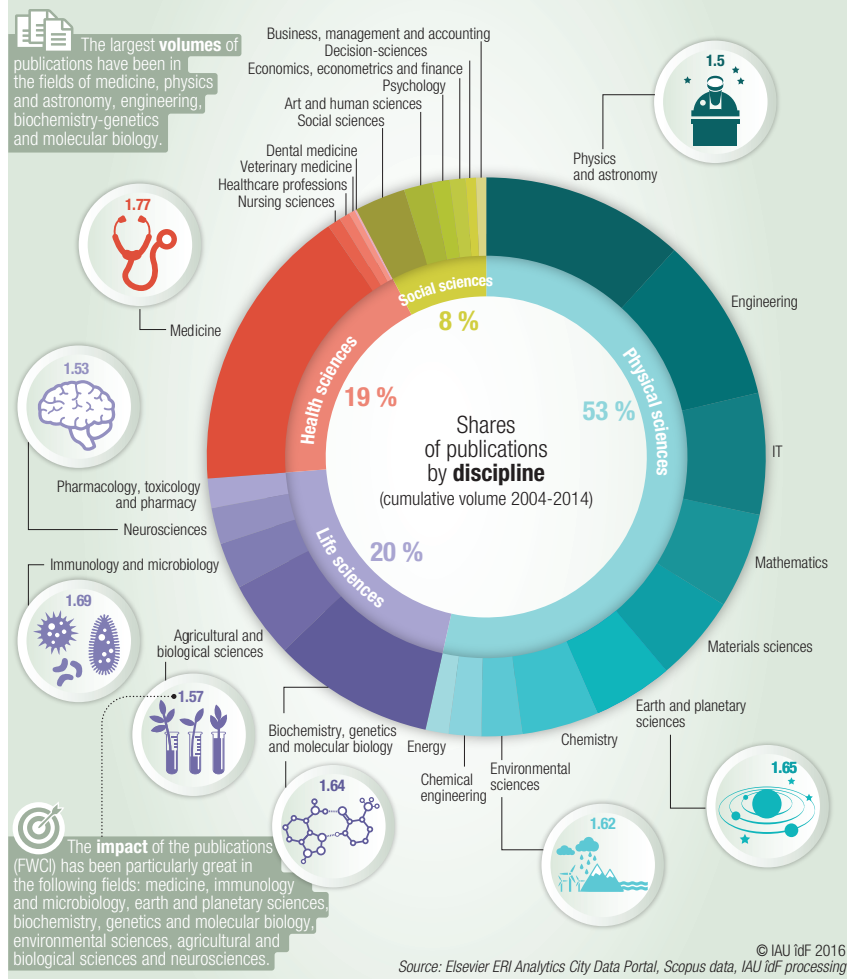 The largest volumes of
publications have been in
the fields of medicine, physics
and astronomy, engineering,
biochemistry-genetics
and molecular biology.
Business, management and accounting
Decision-sciences
Economics, econometrics and finance
Psychology
Art and human sciences
Social sciences
Dental medicine
Veterinary medicine
Healthcare professions
Nursing sciences
1.5
Physics
and astronomy
1.77
Medicine
Engineering
Social sciences
8 %
Health sciences
19 %
Physical sciences
53 %
1.53
Shares
of publications
by discipline
(cumulative volume 2004-2014)
IT
Pharmacology, toxicology
and pharmacy
Neurosciences
Life sciences
20 %
Immunology and microbiology
Mathematics
1.69
Agricultural and
biological sciences
Materials sciences
1.57
Earth and planetary
sciences
Biochemistry, genetics
and molecular biology
Energy
Chemistry
Chemical
engineering
Environmental
sciences
1.64
1.65
1.62
The impact of the publications
(FWCI) has been particularly great in
the following fields: medicine, immunology
and microbiology, earth and planetary sciences,
biochemistry, genetics and molecular biology,
environmental sciences, agricultural and
biological sciences and neurosciences.
© IAU îdF 2016
Source: Elsevier ERI Analytics City Data Portal, Scopus data, IAU îdF processing